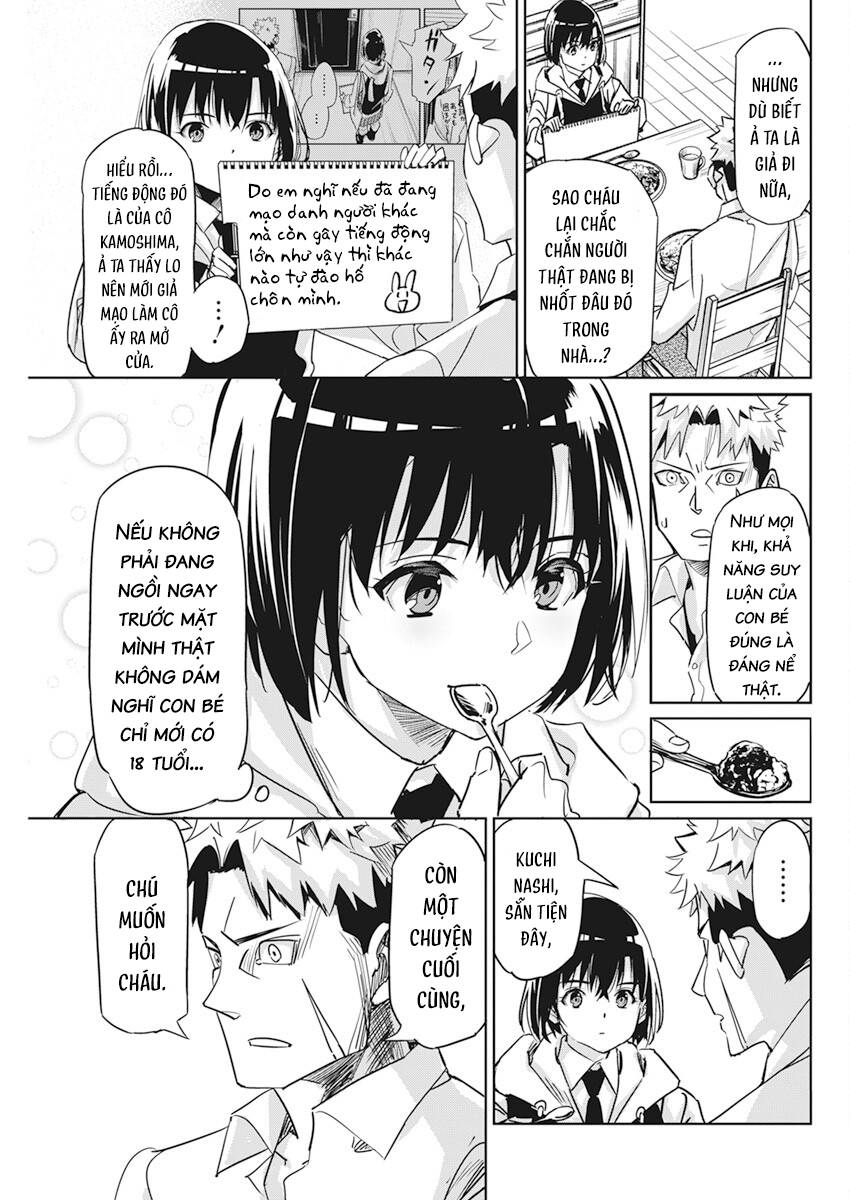 ...
NHƯNG
DÙ BIẾT
Ả TA LÀ
GIẢ ĐI
NỮA,
SAO CHÁU
LẠI CHẮC
CHẮN NGƯỜI
THẬT ĐANG BỊ
NHỐT ĐÂU ĐÓ
TRONG
NHÀ...?
ガタ!
......
Do em nghĩ nếu đã đang
mạo danh người khác
mà còn gây tiếng động
lớn như vậy thì khác
nào tự đào hố
chôn mình.
...!
HIỂU RỒI...
TIẾNG ĐỘNG ĐÓ
LÀ CỦA CÔ
KAMOSHIMA,
Ả TA THẤY LO
NÊN MỚI GIẢ
MẠO LÀM CÔ
ẤY RA MỞ
CỬA.
NHƯ MỌI
KHI, KHẢ
NĂNG SUY
LUẬN CỦA
CON BÉ
ĐÚNG LÀ
ĐÁNG NỂ
THẬT.
NẾU KHÔNG
PHẢI ĐANG
NGỒI NGAY
TRƯỚC MẶT
MÌNH THẬT
KHÔNG DÁM
NGHĨ CON BÉ
CHỈ MỚI CÓ
18 TUỔI...
......
KUCHI
NASHI,
SẴN TIỆN
ĐÂY,
CÒN MỘT
CHUYỆN
CUỐI
CÙNG,
CHÚ
MUỐN
HỎI
CHÁU.